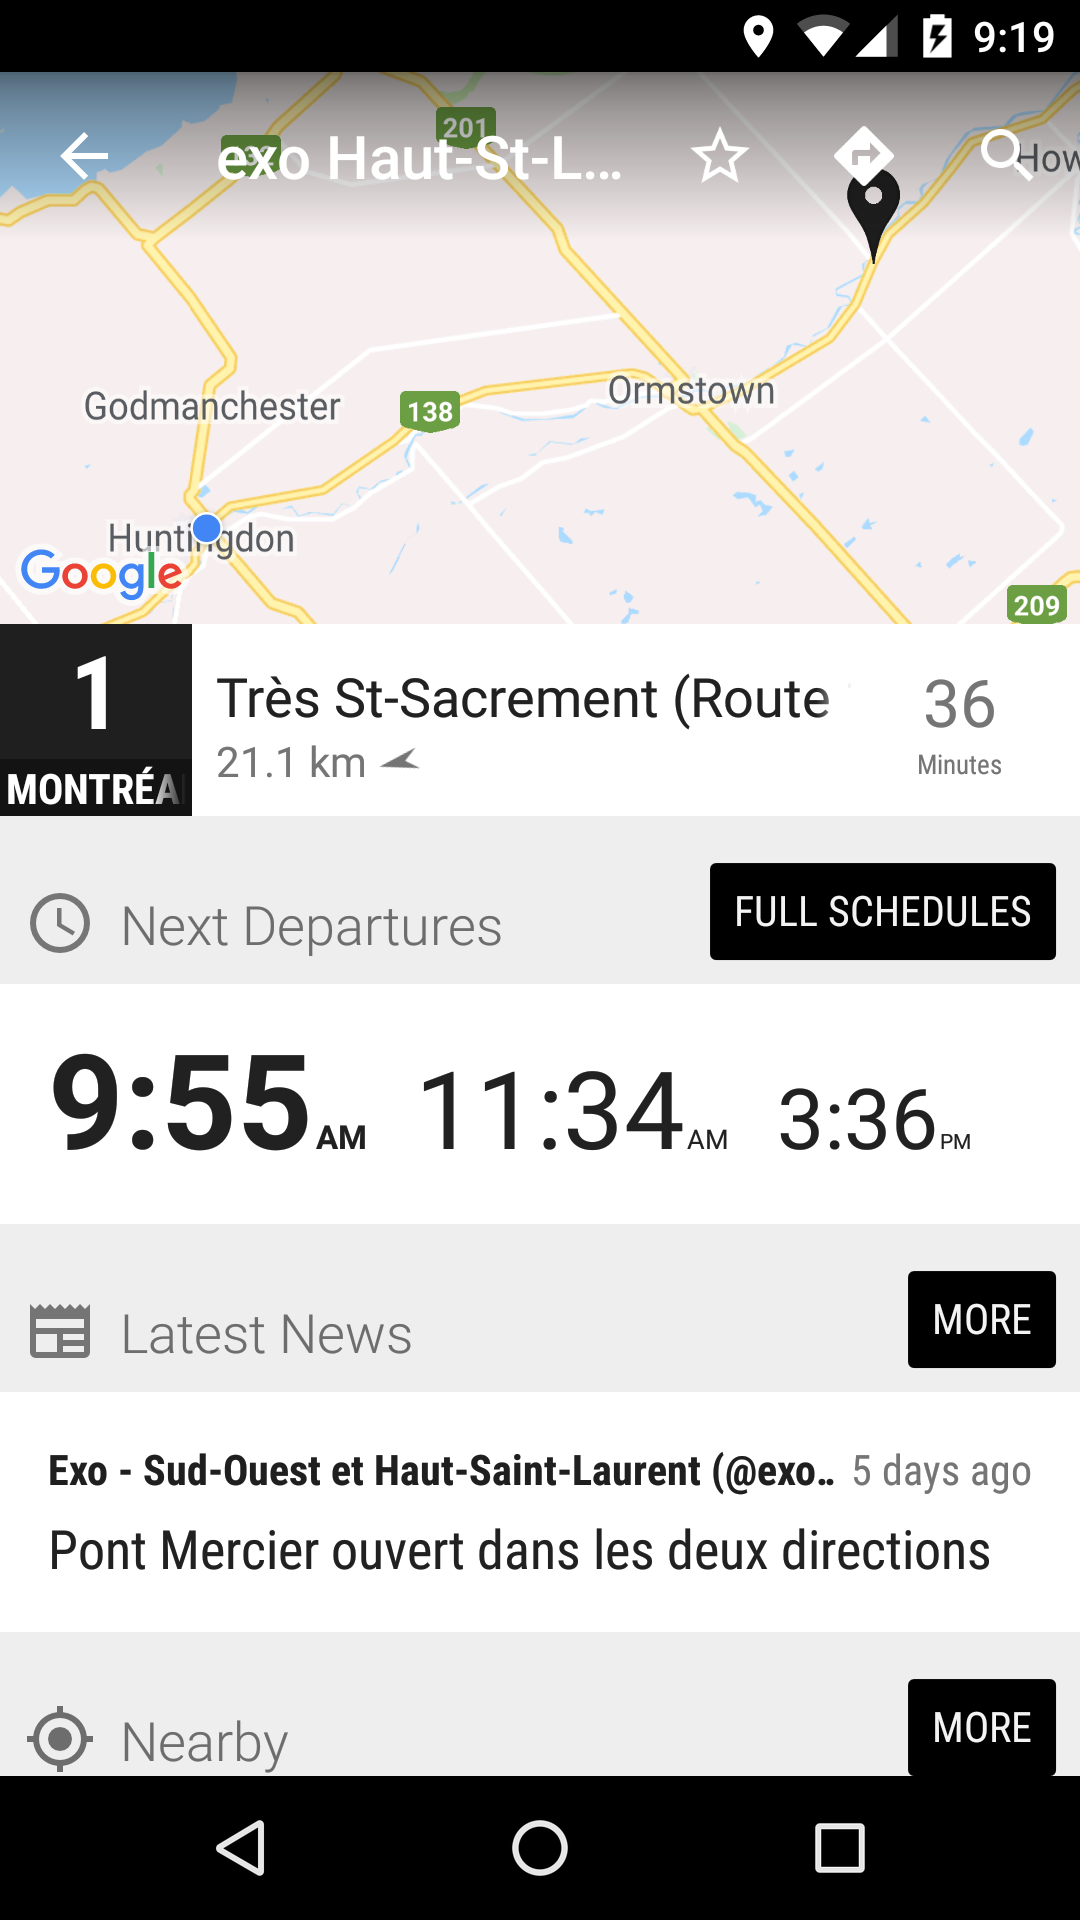 9:19
exo Haut-St-L...
201
How
Godmanchester
138
Ormstown
Huntingdon
Google
209
1
MONTRÉA
Très St-Sacrement (Route
21.1 km
36
Minutes
Next Departures
FULL SCHEDULES
9:55 AM 11:34 AM 3:36 PM
Latest News
MORE
Exo - Sud-Ouest et Haut-Saint-Laurent (@exo... 5 days ago
Pont Mercier ouvert dans les deux directions
Nearby
MORE